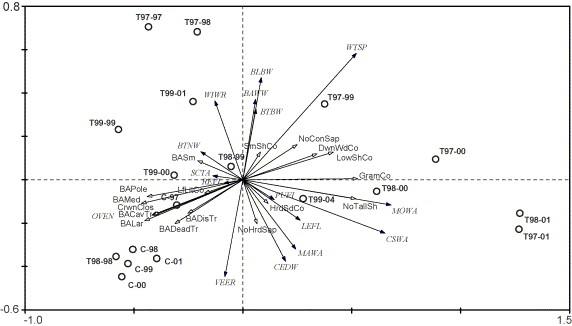 0.8
T97-97
T97-98
WTSP
BLBW
T99-01
WIWR
BAWW
T97-99
BTBW
T99-99
NoConSap
BTNW
SmShCo
DwnWdCo
BASm
LowShCo
T97-00
T98-99
T99-00
SCTA
GramCo
BAPole
LfLitCo
T98-00
BAMed
PUFI
T99-04
CrwnClos
C-97
HrdSdCo
NoTallSh
MOWA
OVEN
BACavTr
BADisTr
T98-01
BALar
LEFL
BADeadTr
NoHrdSap
CSWA
T97-01
C-98
MAWA
T98-98
C-01
CEDW
C-99
VEER
C-00
-0.6
-1.0
1.5